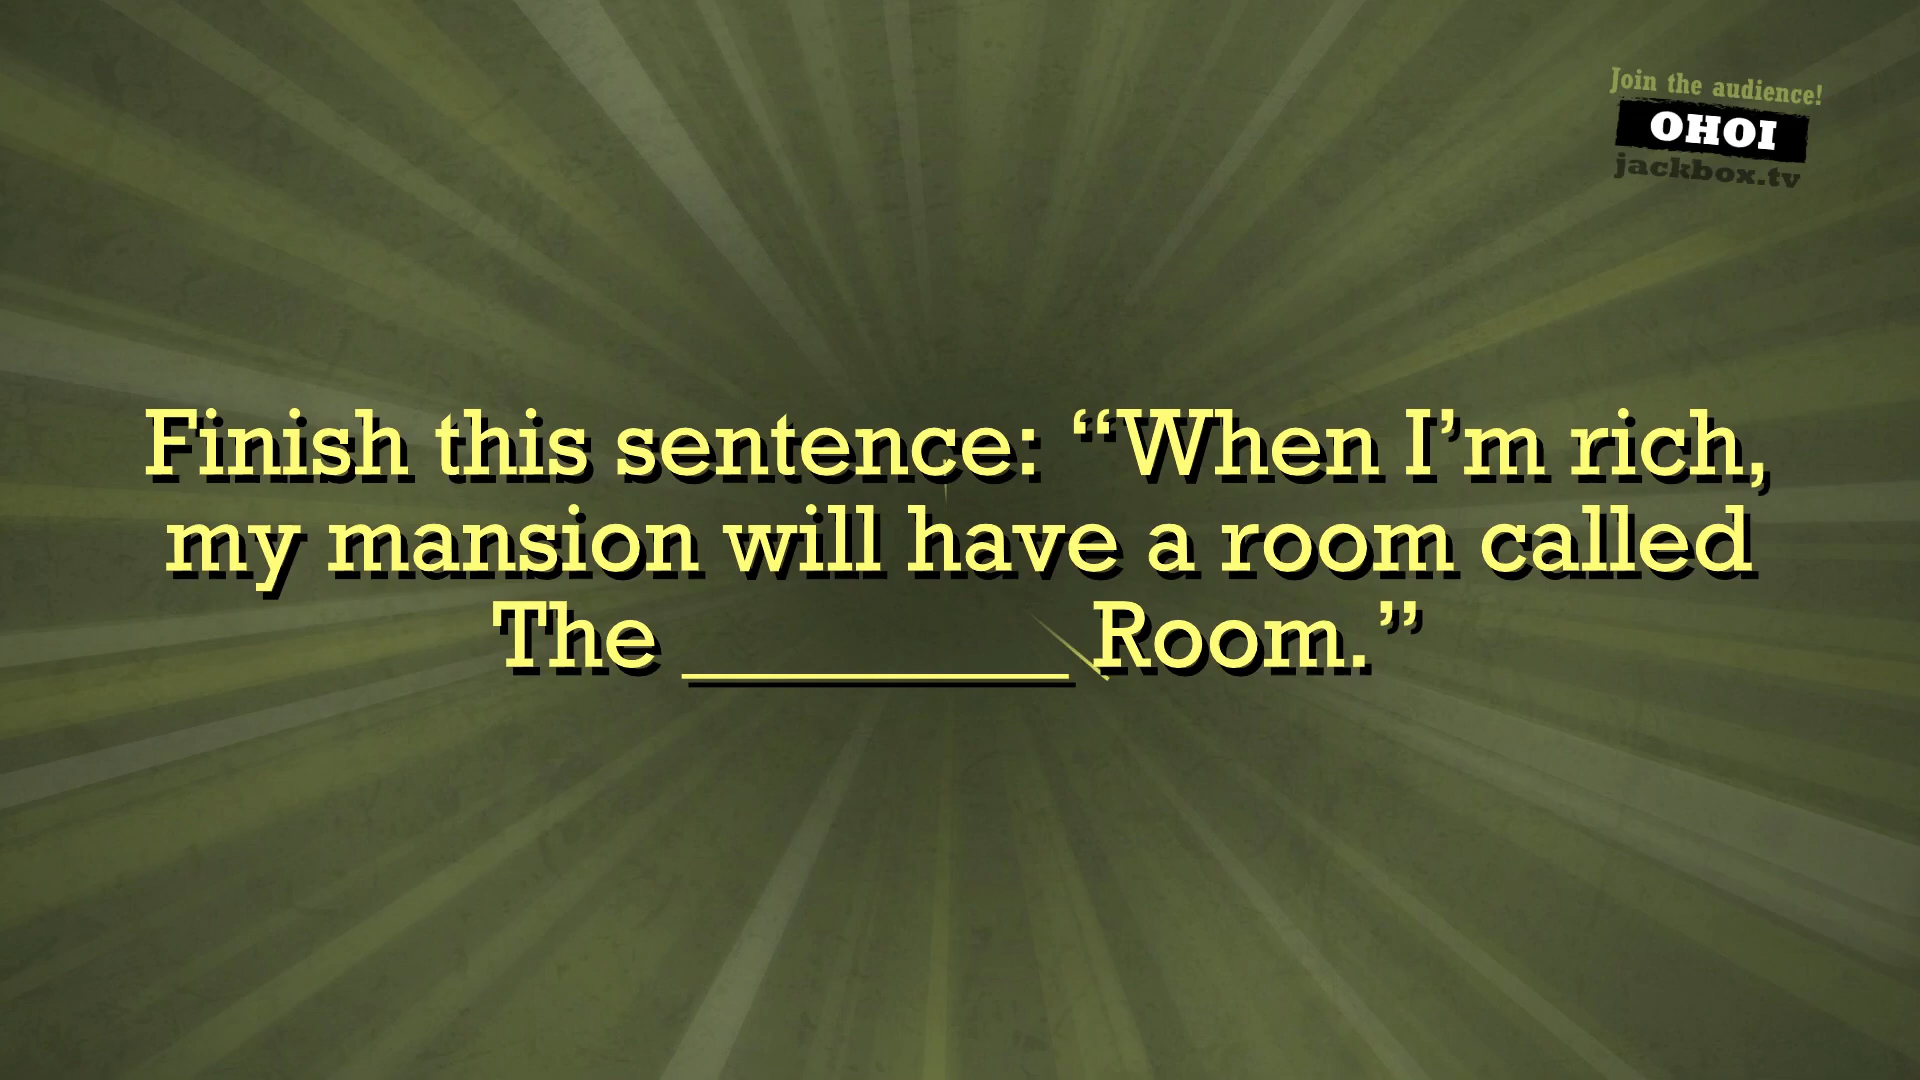 Join the audience!
OHOI
jackbox.tv
Finish this sentence: “When I’m rich,
my mansion will have a room called
The ________ Room.”